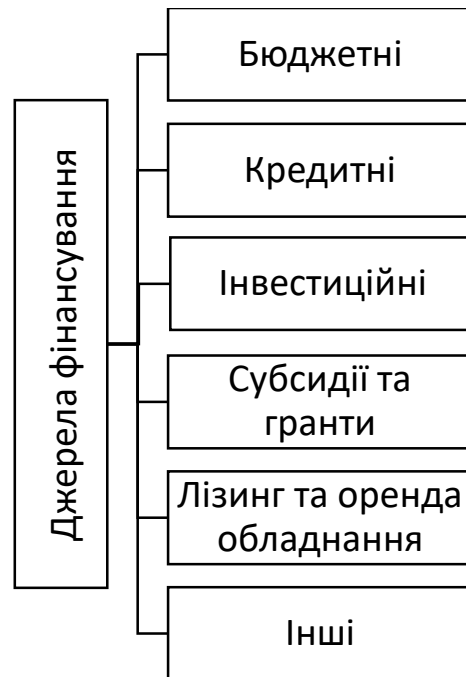 Джерела фінансування
Бюджетні
Кредитні
Інвестиційні
Субсидії та
гранти
Лізинг та оренда
обладнання
Інші